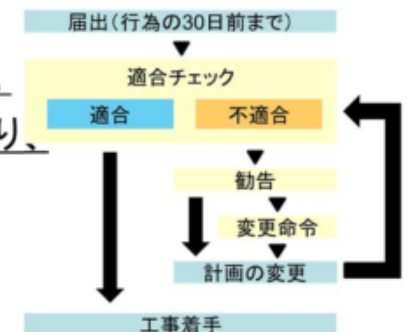 届出(行為の30日前まで)
適合チェック
適合 不適合
り、
勧告
変更命令
計画の変更
工事着手